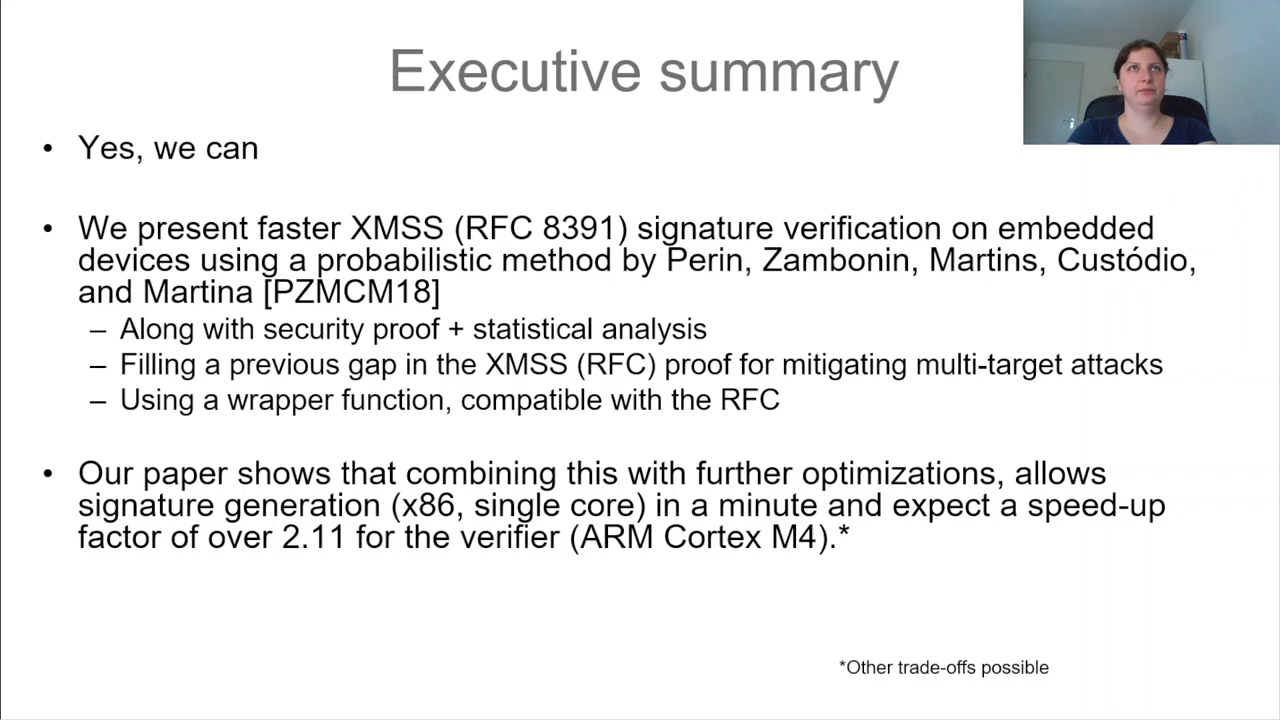 Executive summary
• Yes, we can
• We present faster XMSS (RFC 8391) signature verification on embedded
devices using a probabilistic method by Perin, Zambonin, Martins, Custódio,
and Martina [PZMCM18]
– Along with security proof + statistical analysis
– Filling a previous gap in the XMSS (RFC) proof for mitigating multi-target attacks
– Using a wrapper function, compatible with the RFC
• Our paper shows that combining this with further optimizations, allows
signature generation (x86, single core) in a minute and expect a speed-up
factor of over 2.11 for the verifier (ARM Cortex M4).*
*Other trade-offs possible